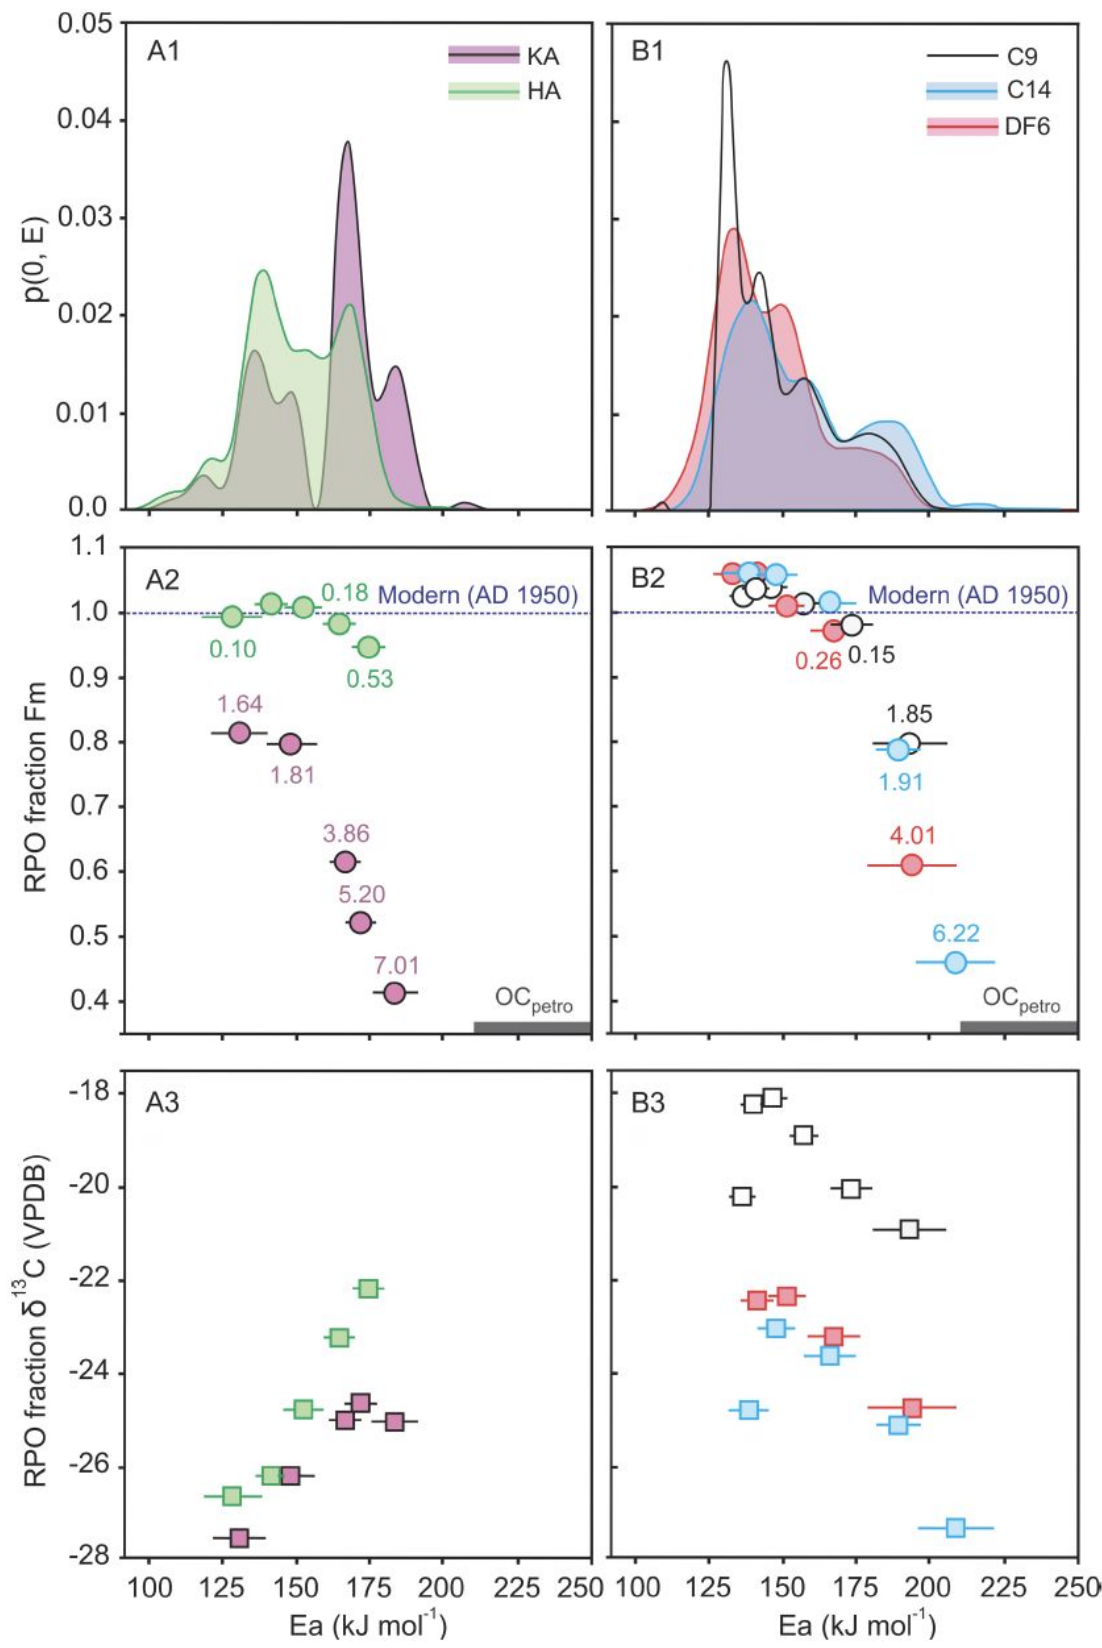 A1
KA
HA
0.05
0.04
0.03
0.02
0.01
0.0
p(0, E)
B1
C9
C14
DF6
A2
1.1
1.0
0.9
0.8
0.7
0.6
0.5
0.4
RPO fraction Fm
0.18
Modern (AD 1950)
0.10
0.53
1.64
1.81
3.86
5.20
7.01
OCpetro
B2
Modern (AD 1950)
0.26
0.15
1.85
1.91
4.01
6.22
OCpetro
A3
-18
-20
-22
-24
-26
-28
RPO fraction δ¹³C (VPDB)
100 125 150 175 200 225 250
Ea (kJ mol⁻¹)
B3
100 125 150 175 200 225 250
Ea (kJ mol⁻¹)